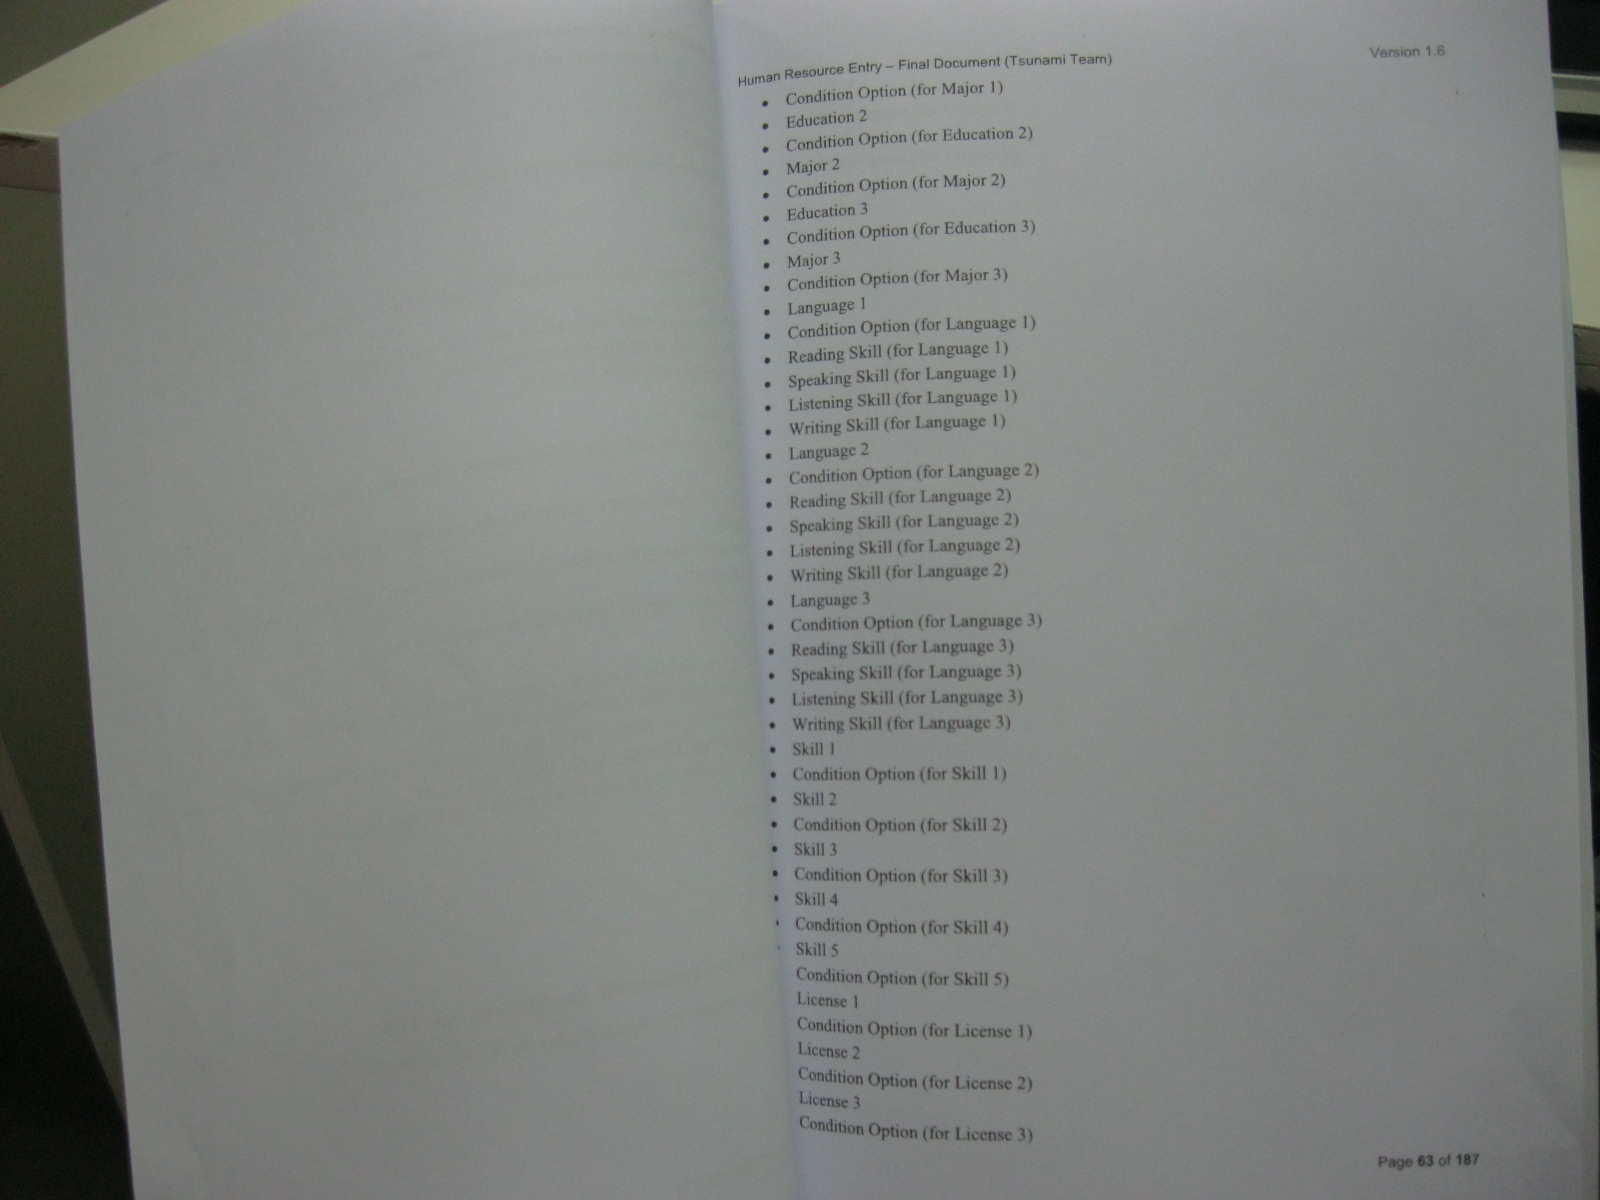 Human Resource Entry – Final Document (Tsunami Team) Version 1.6
• Condition Option (for Major 1)
• Education 2
• Condition Option (for Education 2)
• Major 2
• Condition Option (for Major 2)
• Education 3
• Condition Option (for Education 3)
• Major 3
• Condition Option (for Major 3)
• Language 1
• Condition Option (for Language 1)
• Reading Skill (for Language 1)
• Speaking Skill (for Language 1)
• Listening Skill (for Language 1)
• Writing Skill (for Language 1)
• Language 2
• Condition Option (for Language 2)
• Reading Skill (for Language 2)
• Speaking Skill (for Language 2)
• Listening Skill (for Language 2)
• Writing Skill (for Language 2)
• Language 3
• Condition Option (for Language 3)
• Reading Skill (for Language 3)
• Speaking Skill (for Language 3)
• Listening Skill (for Language 3)
• Writing Skill (for Language 3)
• Skill 1
• Condition Option (for Skill 1)
• Skill 2
• Condition Option (for Skill 2)
• Skill 3
• Condition Option (for Skill 3)
• Skill 4
• Condition Option (for Skill 4)
• Skill 5
Condition Option (for Skill 5)
License 1
Condition Option (for License 1)
License 2
Condition Option (for License 2)
License 3
Condition Option (for License 3)
Page 63 of 187